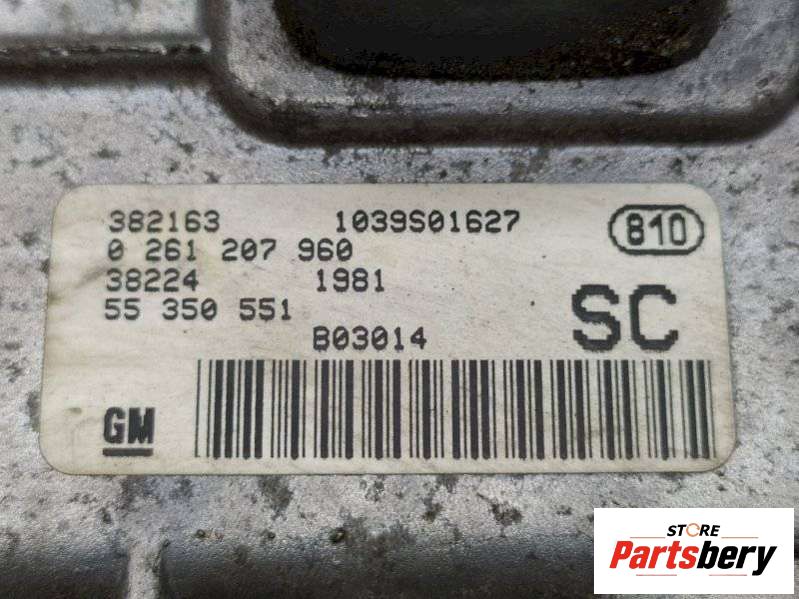 382163 1039S01627 810
0 261 207 960
38224 1981
55 350 551 SC
B03014
GM
STORE
Partsbery